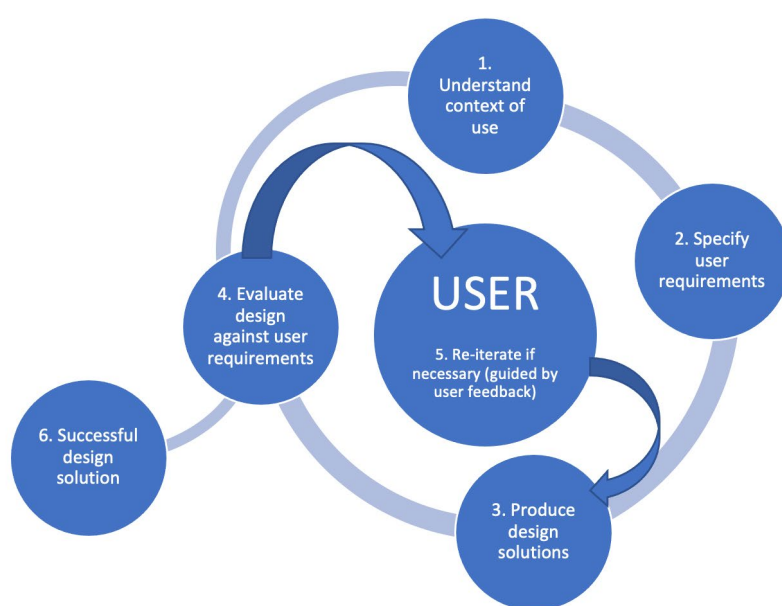 1.
Understand
context of
use
2. Specify
user
requirements
3. Produce
design
solutions
4. Evaluate
design
against user
requirements
USER
5. Re-iterate if
necessary (guided by
user feedback)
6. Successful
design
solution